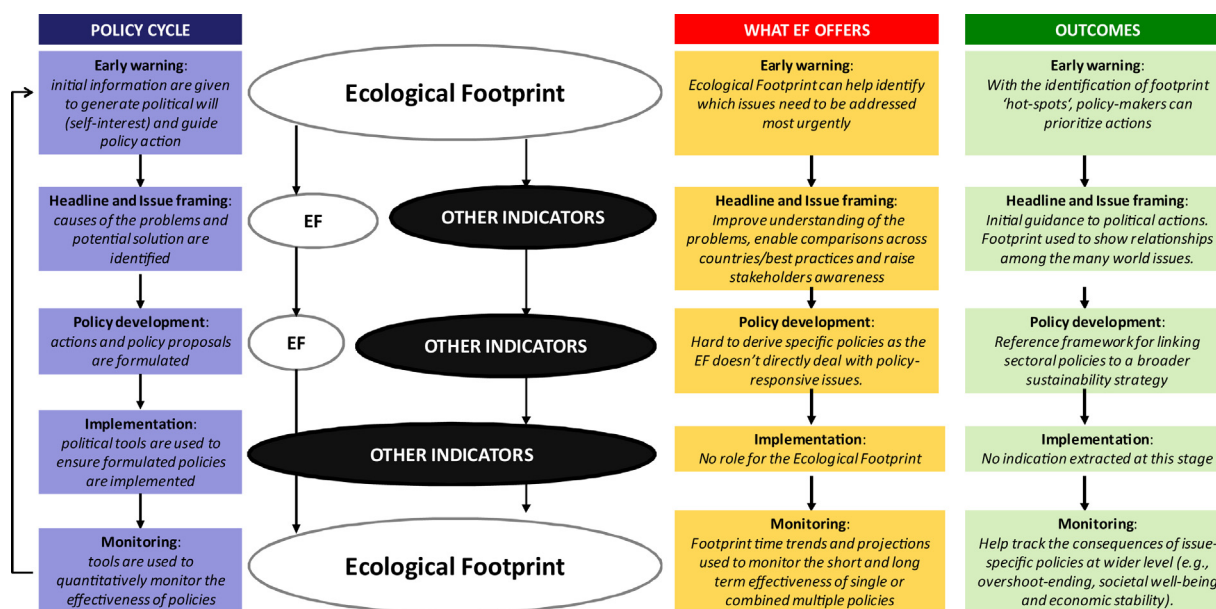 POLICY CYCLE
Early warning:
initial information are given
to generate political will
(self-interest) and guide
policy action
Headline and Issue framing:
causes of the problems and
potential solution are
identified
Policy development:
actions and policy proposals
are formulated
Implementation:
political tools are used to
ensure formulated policies
are implemented
Monitoring:
tools are used to
quantitatively monitor the
effectiveness of policies
Ecological Footprint
EF
OTHER INDICATORS
EF
OTHER INDICATORS
OTHER INDICATORS
Ecological Footprint
WHAT EF OFFERS
Early warning:
Ecological Footprint can help identify
which issues need to be addressed
most urgently
Headline and Issue framing:
Improve understanding of the
problems, enable comparisons across
countries/best practices and raise
stakeholders awareness
Policy development:
Hard to derive specific policies as the
EF doesn’t directly deal with policy-
responsive issues.
Implementation:
No role for the Ecological Footprint
Monitoring:
Footprint time trends and projections
used to monitor the short and long
term effectiveness of single or
combined multiple policies
OUTCOMES
Early warning:
With the identification of footprint
‘hot-spots‘, policy-makers can
prioritize actions
Headline and Issue framing:
Initial guidance to political actions.
Footprint used to show relationships
among the many world issues.
Policy development:
Reference framework for linking
sectoral policies to a broader
sustainability strategy
Implementation:
No indication extracted at this stage
Monitoring:
Help track the consequences of issue-
specific policies at wider level (e.g.,
overshoot-ending, societal well-being
and economic stability).